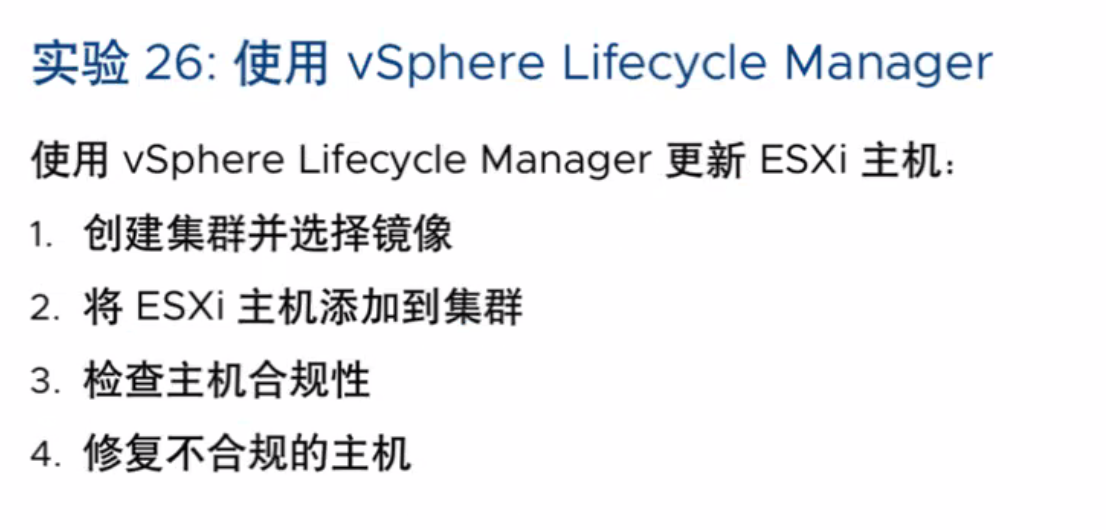 实验 26: 使用 vSphere Lifecycle Manager
使用 vSphere Lifecycle Manager 更新 ESXi 主机：
1. 创建集群并选择镜像
2. 将 ESXi 主机添加到集群
3. 检查主机合规性
4. 修复不合规的主机